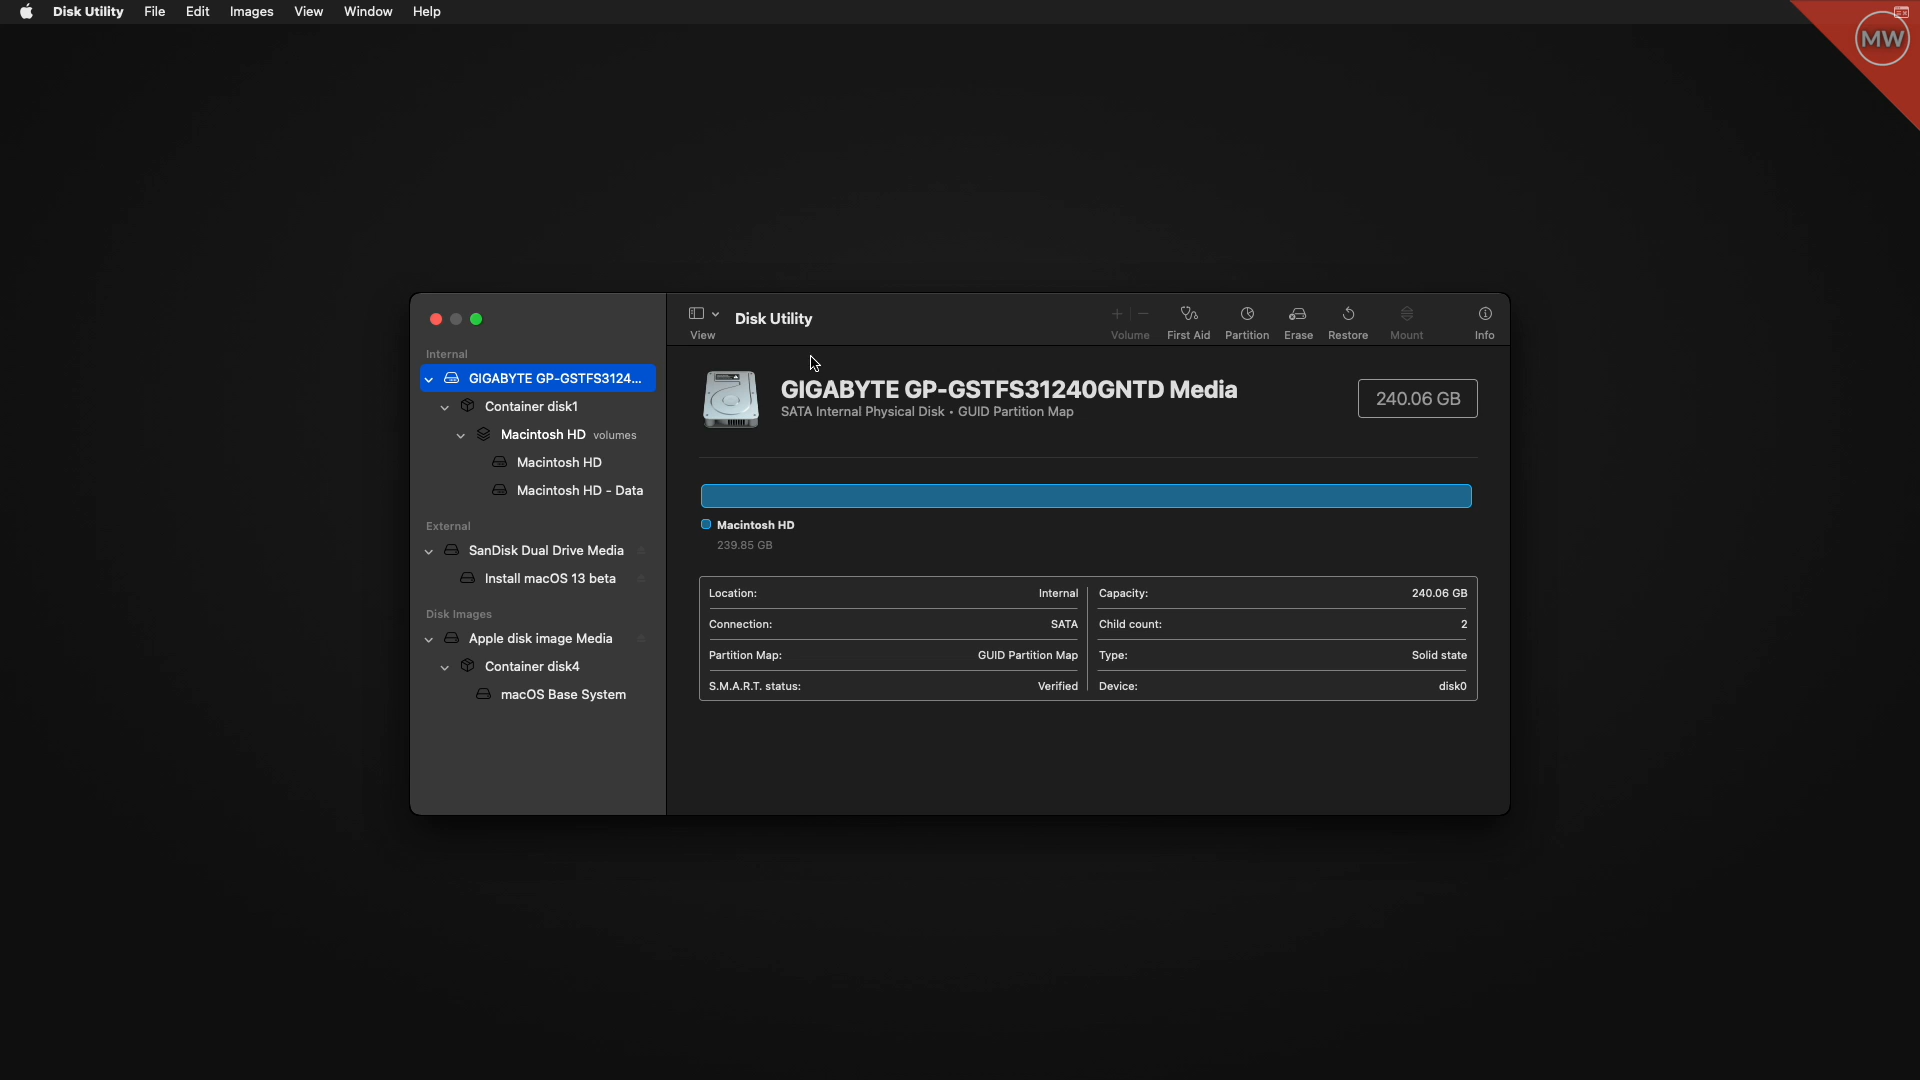 Disk Utility File Edit Images View Window Help
MW
Disk Utility
View
Volume First Aid Partition Erase Restore Mount Info
Internal
GIGABYTE GP-GSTFS3124...
Container disk1
Macintosh HD volumes
Macintosh HD
Macintosh HD - Data
External
SanDisk Dual Drive Media
Install macOS 13 beta
Disk Images
Apple disk image Media
Container disk4
macOS Base System
GIGABYTE GP-GSTFS31240GNTD Media
SATA Internal Physical Disk • GUID Partition Map
240.06 GB
Macintosh HD
239.85 GB
Location: Internal
Connection: SATA
Partition Map: GUID Partition Map
S.M.A.R.T. status: Verified
Capacity: 240.06 GB
Child count: 2
Type: Solid state
Device: disk0